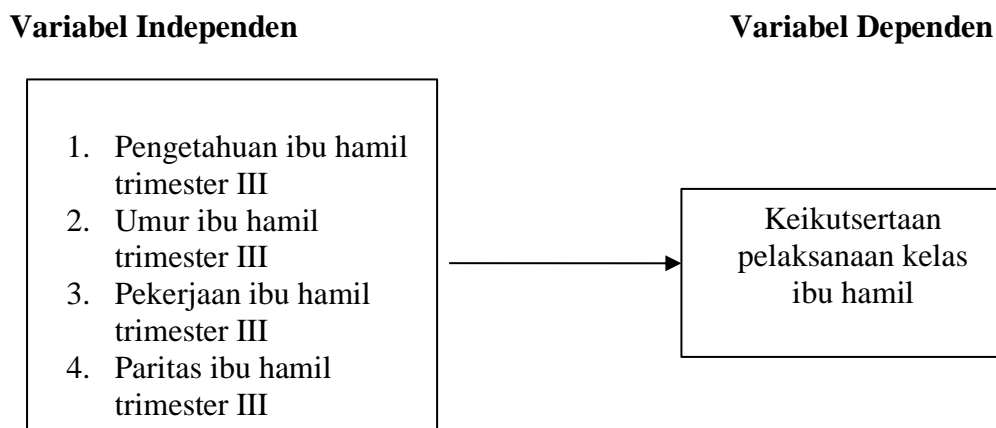 Variabel Independen
Variabel Dependen
1. Pengetahuan ibu hamil
trimester III
2. Umur ibu hamil
trimester III
3. Pekerjaan ibu hamil
trimester III
4. Paritas ibu hamil
trimester III
Keikutsertaan
pelaksanaan kelas
ibu hamil